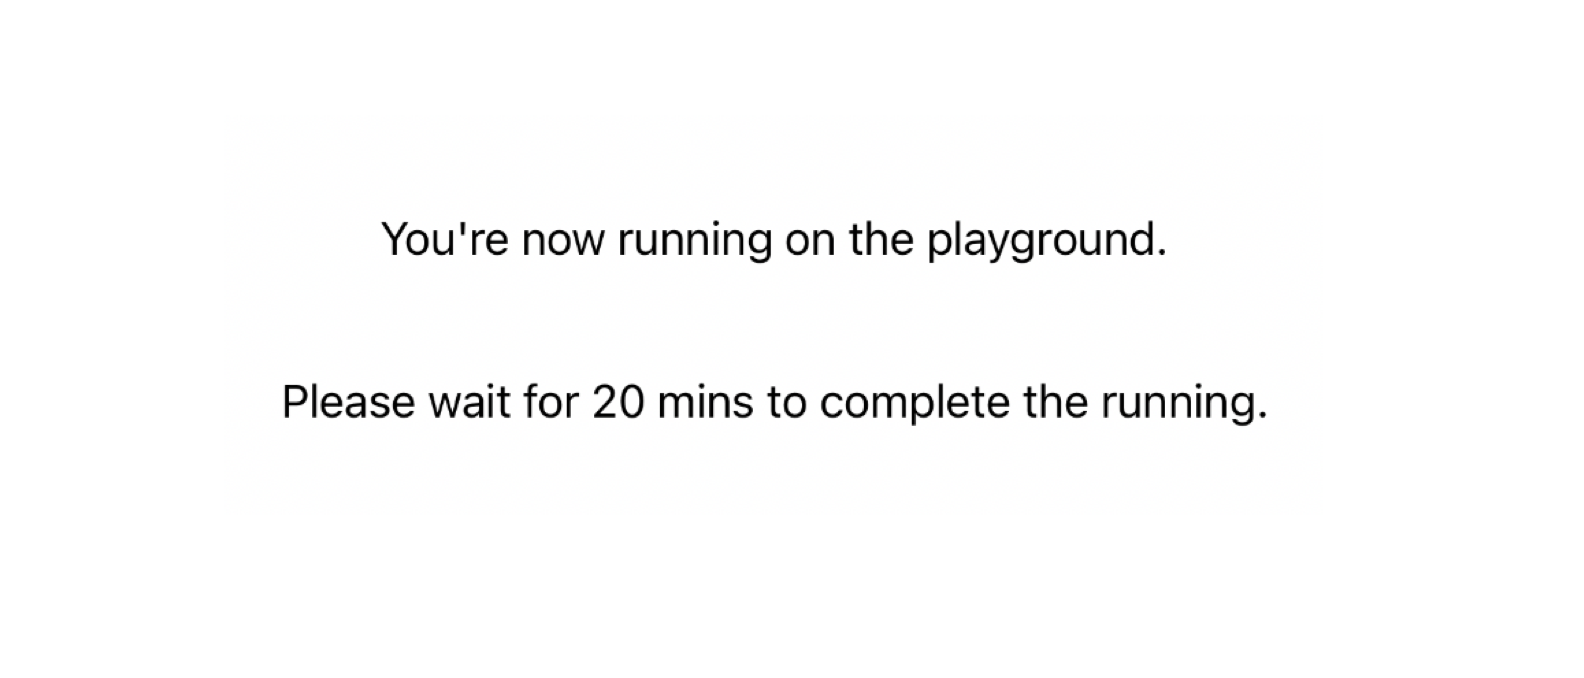 You're now running on the playground.
Please wait for 20 mins to complete the running.